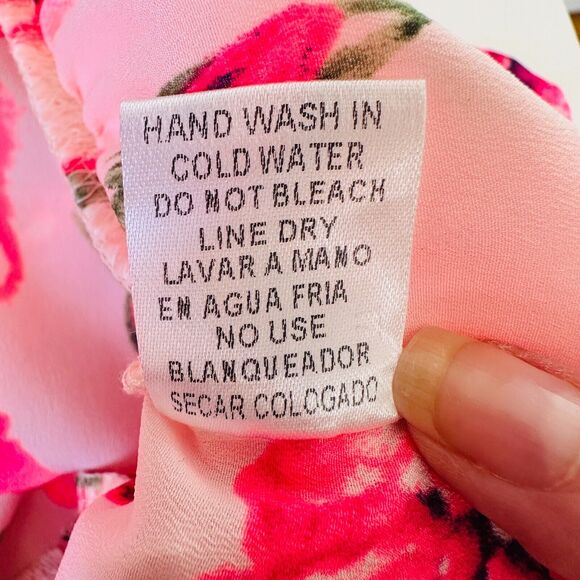 HAND WASH IN
COLD WATER
DO NOT BLEACH
LINE DRY
LAVAR A MANO
EN AGUA FRIA
NO USE
BLANQUEADOR
SECAR COLOGADO